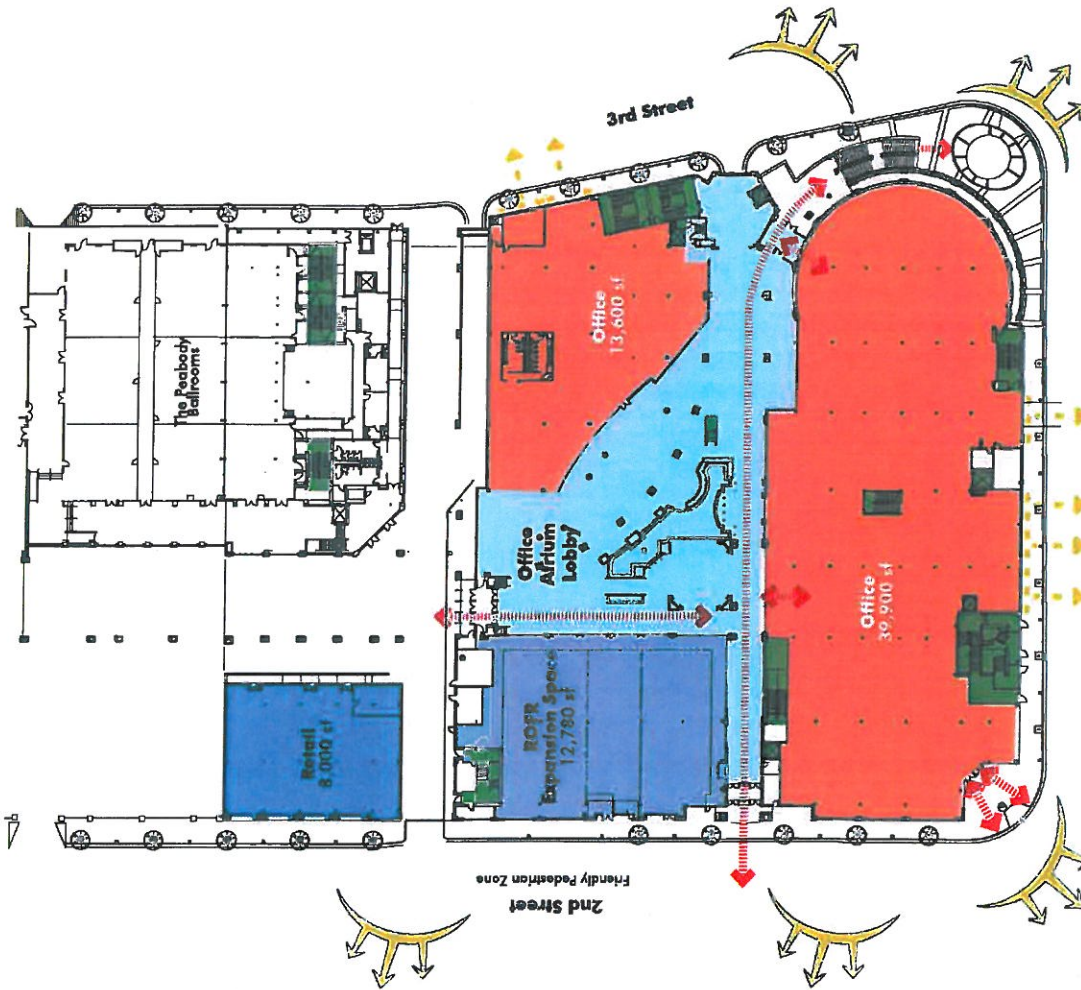 3rd Street
The Peabody
Ballrooms
Office
13,600 sf
Office
Atrium
Lobby
Office
39,900 sf
ROFR
Expansion Space
12,780 sf
Retail
8,000 sf
Friendly Pedestrian Zone
2nd Street